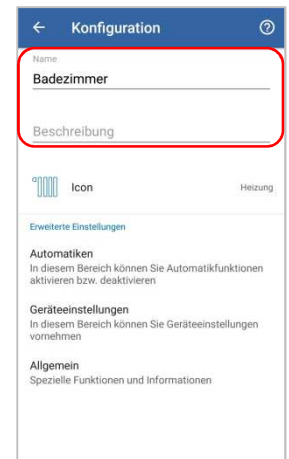 Konfiguration
Name
Badezimmer
Beschreibung
Icon Heizung
Erweiterte Einstellungen
Automatiken
In diesem Bereich können Sie Automatikfunktionen
aktivieren bzw. deaktivieren
Geräteeinstellungen
In diesem Bereich können Sie Geräteeinstellungen
vornehmen
Allgemein
Spezielle Funktionen und Informationen